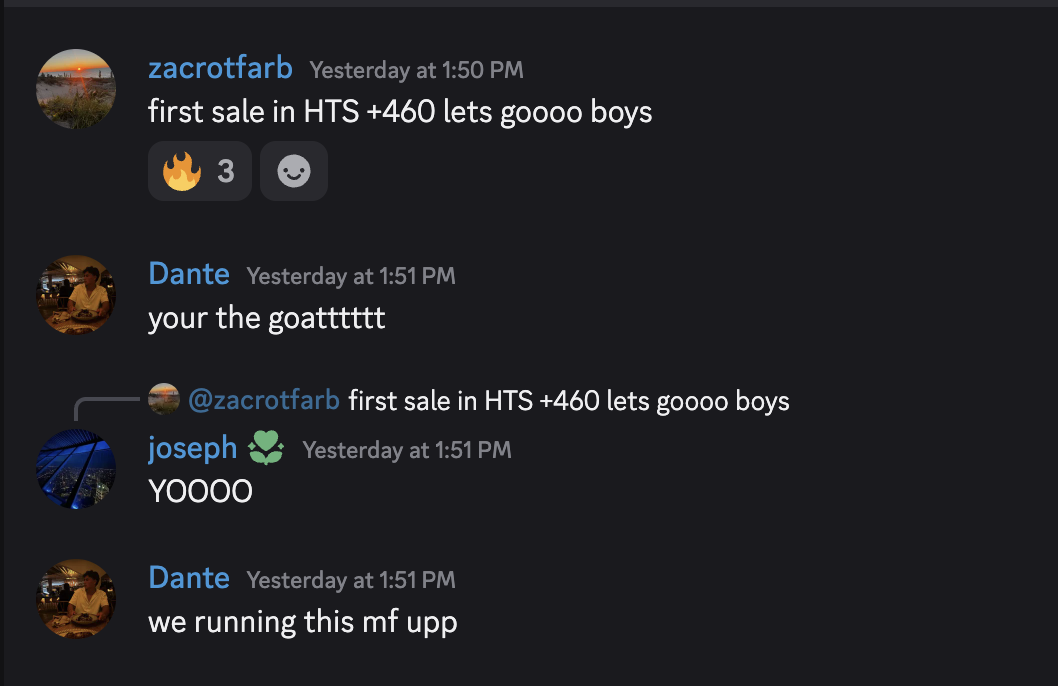 zacrotfarb Yesterday at 1:50 PM
first sale in HTS +460 lets goooo boys
🔥 3
Dante Yesterday at 1:51 PM
your the goatttttt
@zacrotfarb first sale in HTS +460 lets goooo boys
joseph Yesterday at 1:51 PM
YOOOO
Dante Yesterday at 1:51 PM
we running this mf upp